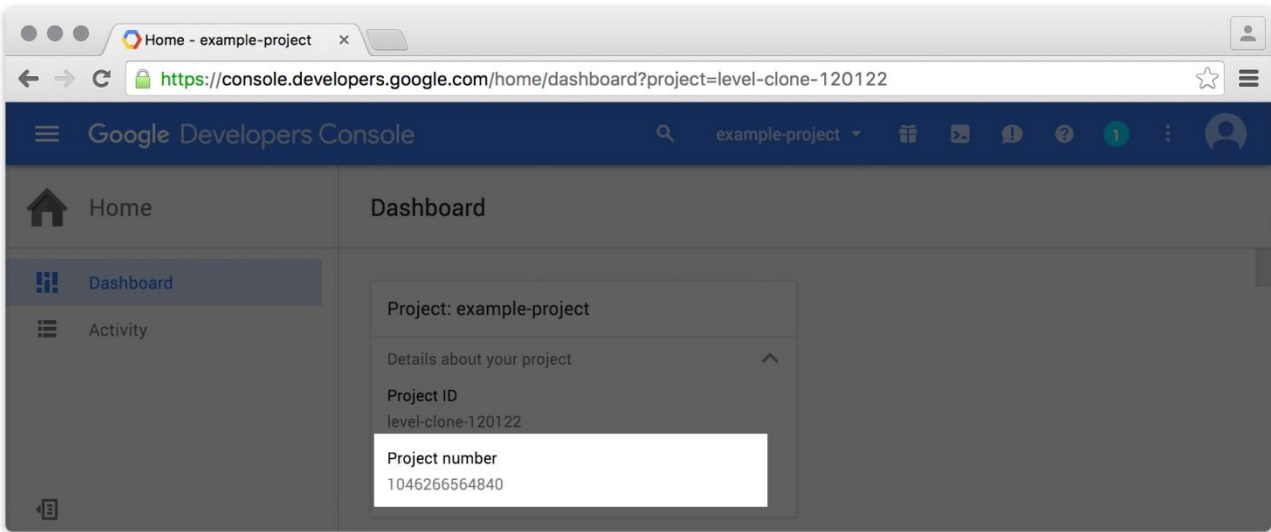 Home - example-project
https://console.developers.google.com/home/dashboard?project=level-clone-120122
Google Developers Console
example-project
1
Home
Dashboard
Dashboard
Activity
Project: example-project
Details about your project
Project ID
level-clone-120122
Project number
1046266564840